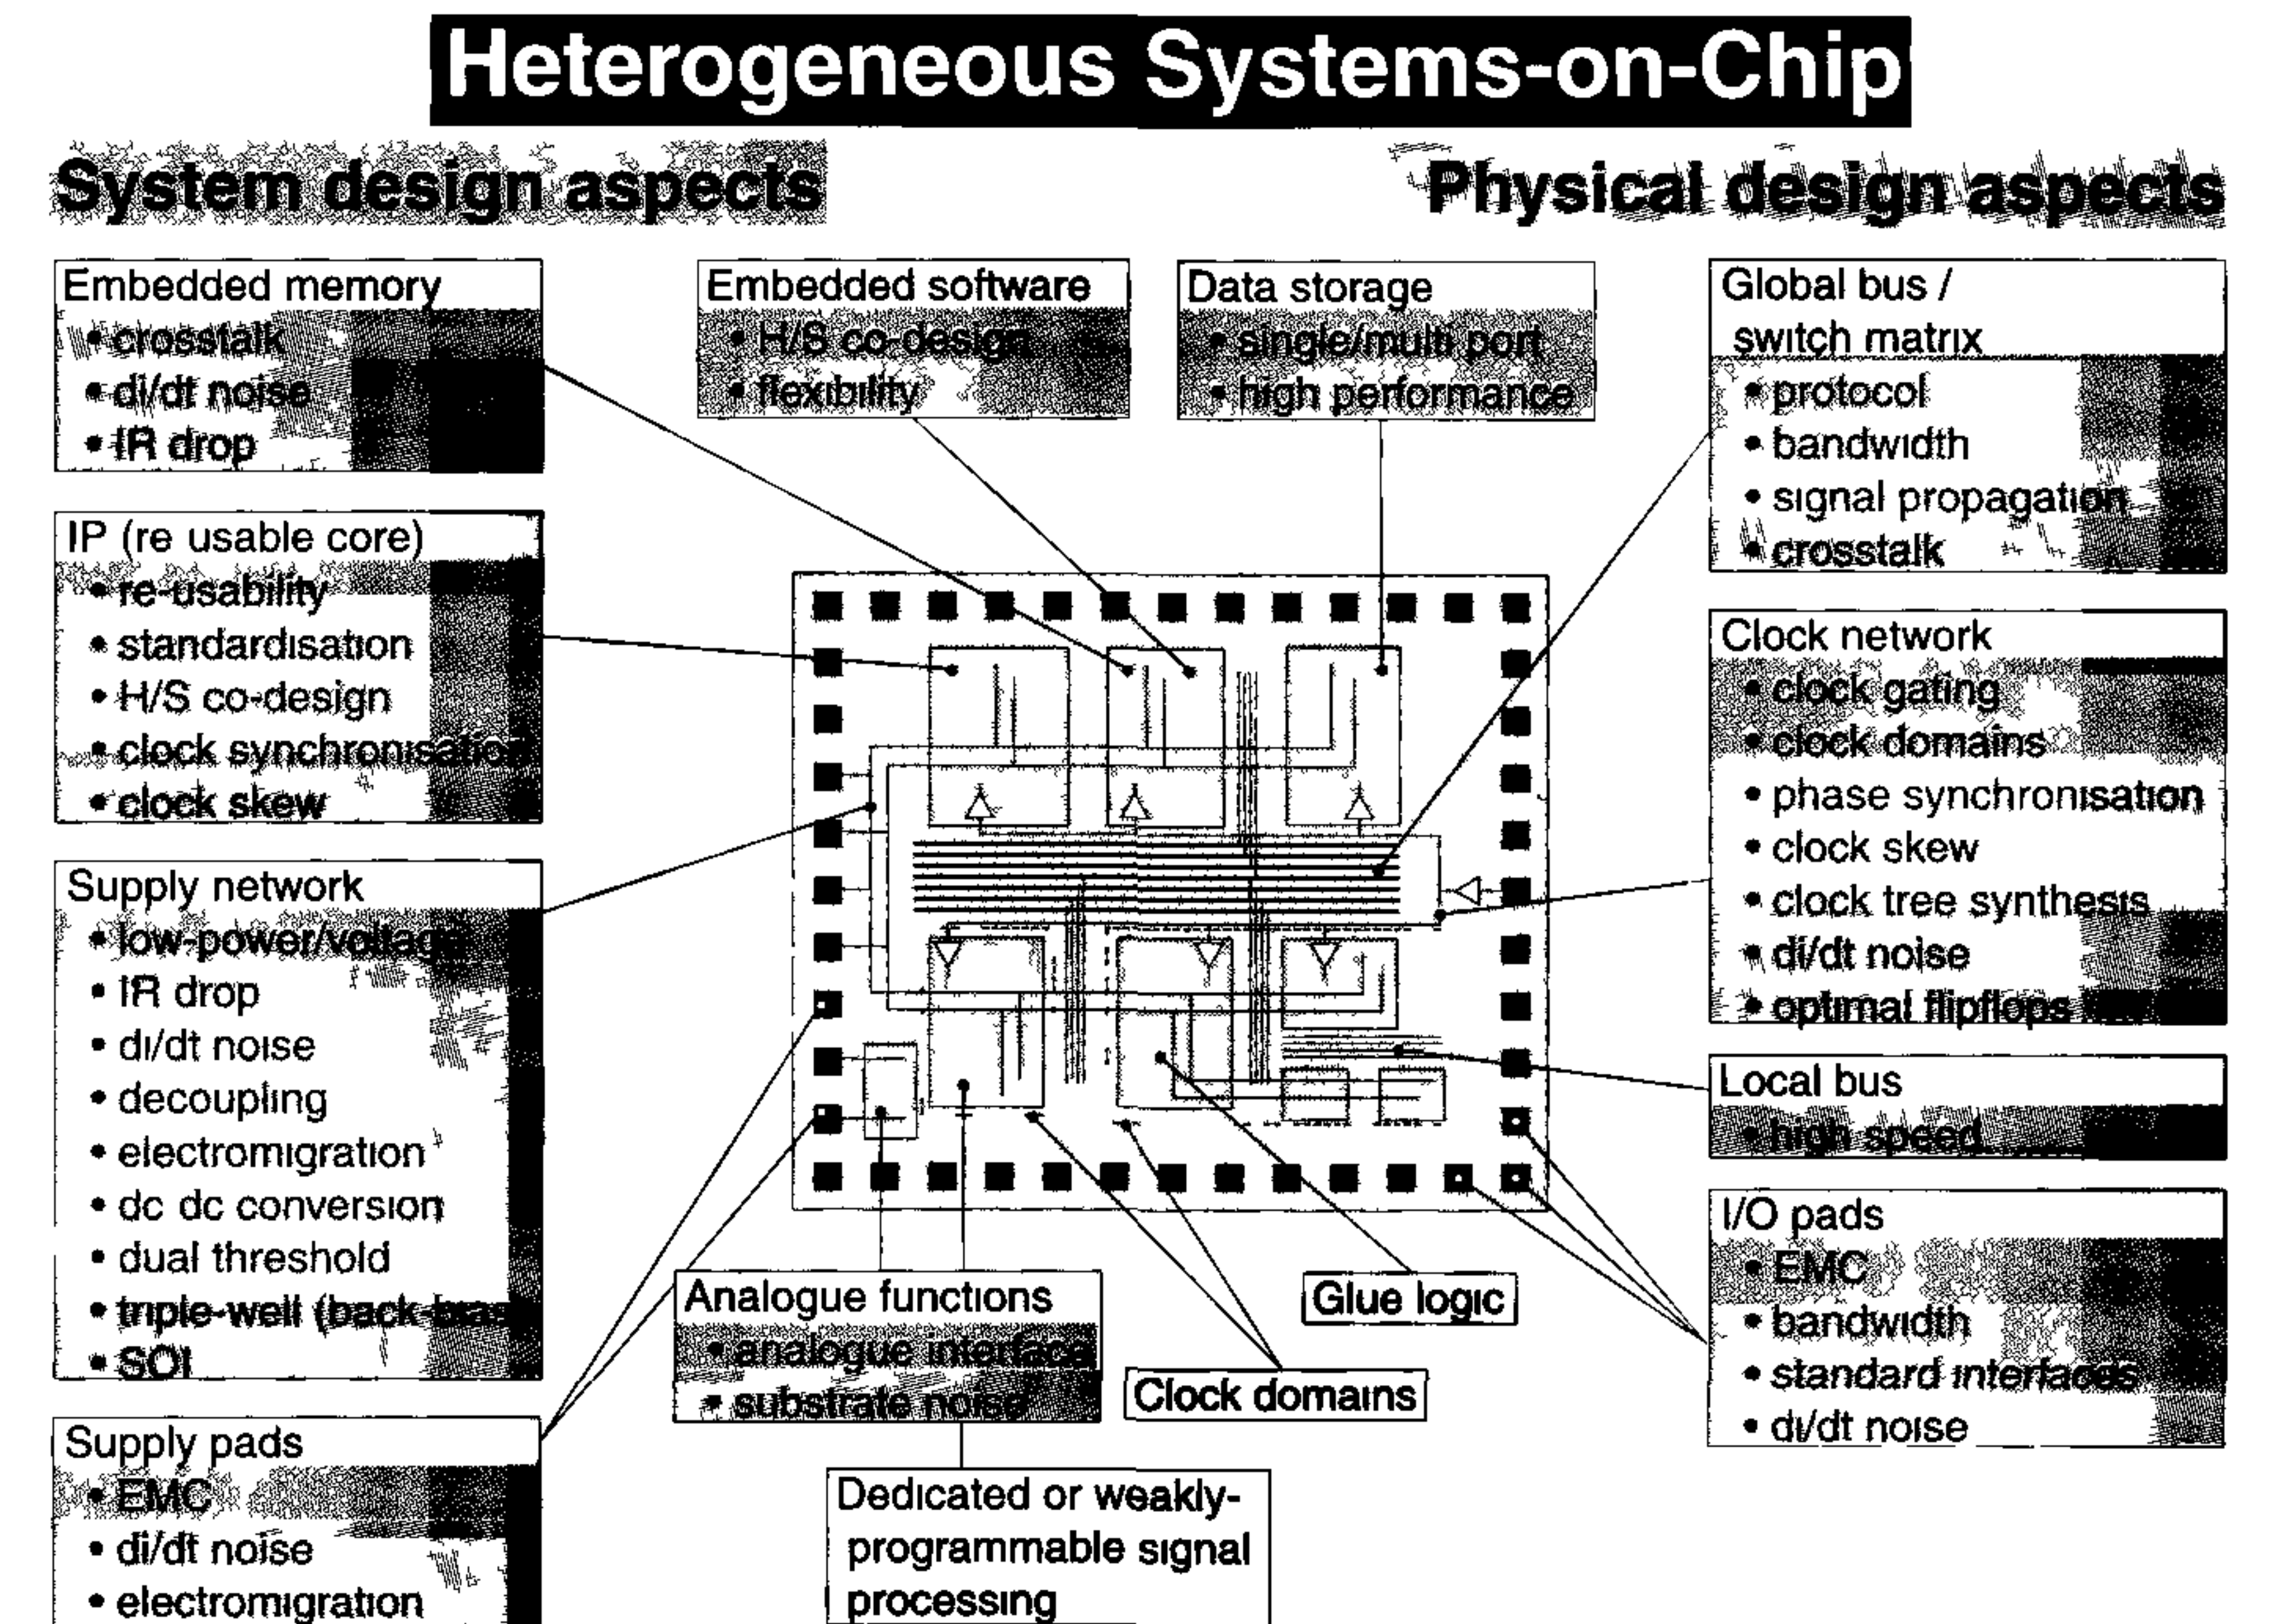 Heterogeneous Systems-on-Chip
System design aspects
Physical design aspects
Embedded memory
• crosstalk
• di/dt noise
• IR drop
Embedded software
• H/S co-design
• flexibility
Data storage
• single/multi port
• high performance
Global bus /
switch matrix
• protocol
• bandwidth
• signal propagation
• crosstalk
IP (re usable core)
• re-usability
• standardisation
• H/S co-design
• clock synchronisation
• clock skew
Clock network
• clock gating
• clock domains
• phase synchronisation
• clock skew
• clock tree synthesis
• di/dt noise
• optimal flipflops
Supply network
• low-power/voltage
• IR drop
• di/dt noise
• decoupling
• electromigration
• dc dc conversion
• dual threshold
• triple-well (back-bias
• SOI
Local bus
• high speed
I/O pads
• EMC
• bandwidth
• standard interfaces
• di/dt noise
Analogue functions
• analogue interface
• substrate noise
Glue logic
Clock domains
Supply pads
• EMC
• di/dt noise
• electromigration
Dedicated or weakly-
programmable signal
processing